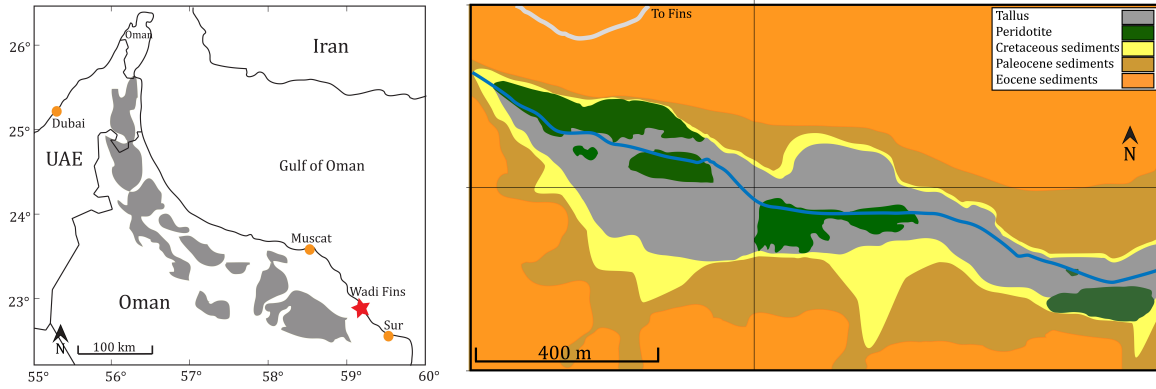 26°
25°
24°
23°
55°
56°
57°
58°
59°
60°
Oman
Iran
Dubai
UAE
Gulf of Oman
Muscat
Wadi Fins
Oman
Sur
N
100 km
To Fins
Tallus
Peridotite
Cretaceous sediments
Paleocene sediments
Eocene sediments
N
400 m